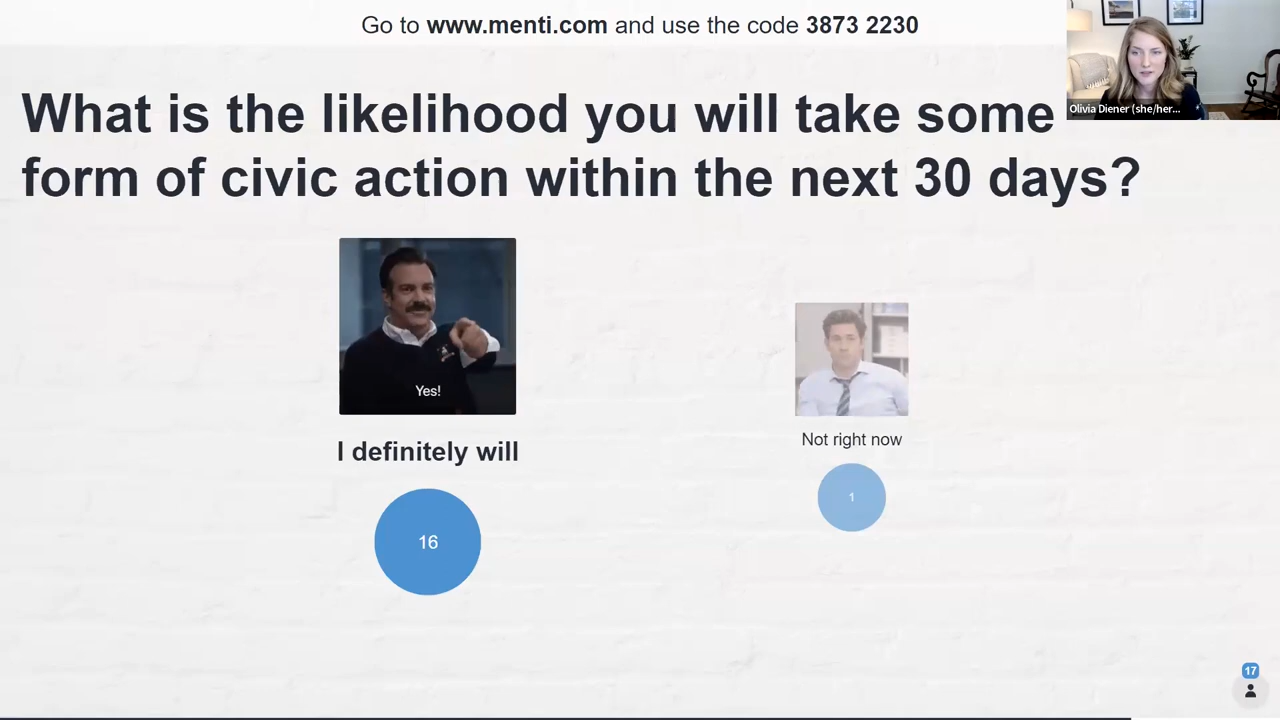 Go to www.menti.com and use the code 3873 2230
Olivia Diener (she/her...
What is the likelihood you will take some
form of civic action within the next 30 days?
Yes!
I definitely will
16
Not right now
1
17